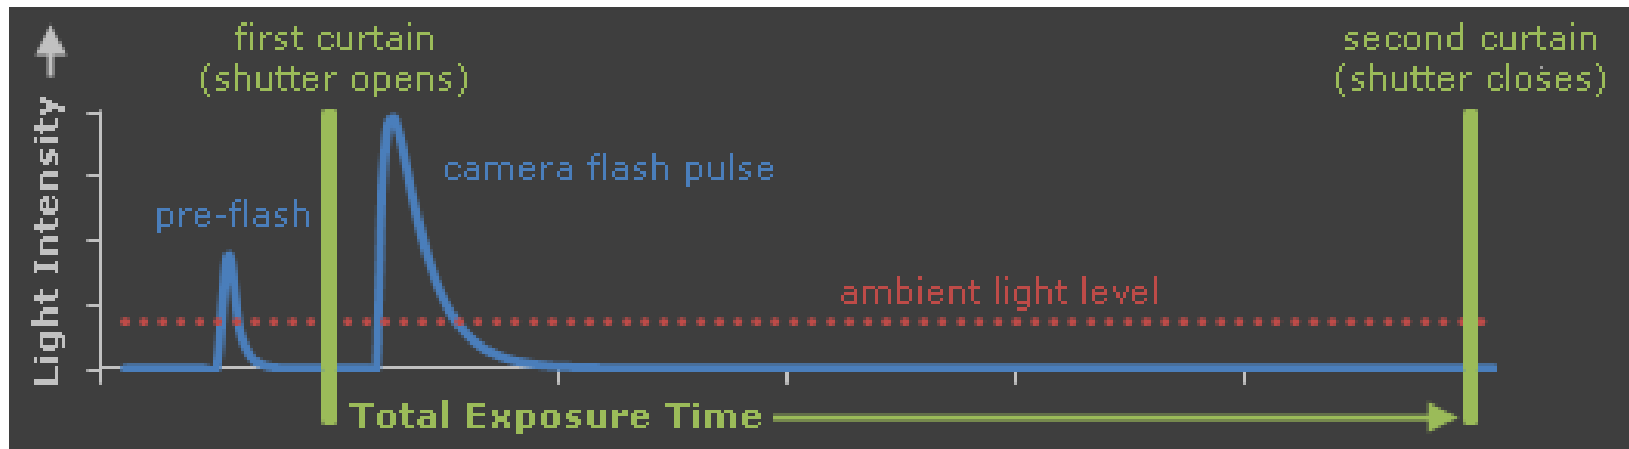 first curtain
(shutter opens)
second curtain
(shutter closes)
Light Intensity
camera flash pulse
pre-flash
ambient light level
Total Exposure Time